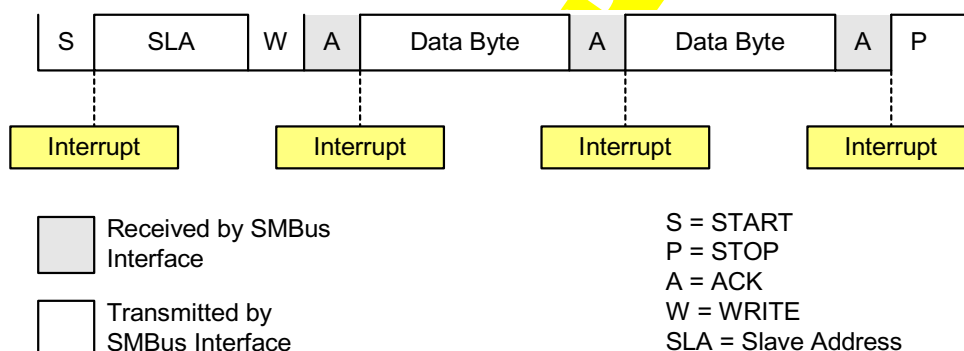 S SLA W A Data Byte A Data Byte A P
Interrupt Interrupt Interrupt Interrupt
Received by SMBus
Interface
Transmitted by
SMBus Interface
S = START
P = STOP
A = ACK
W = WRITE
SLA = Slave Address